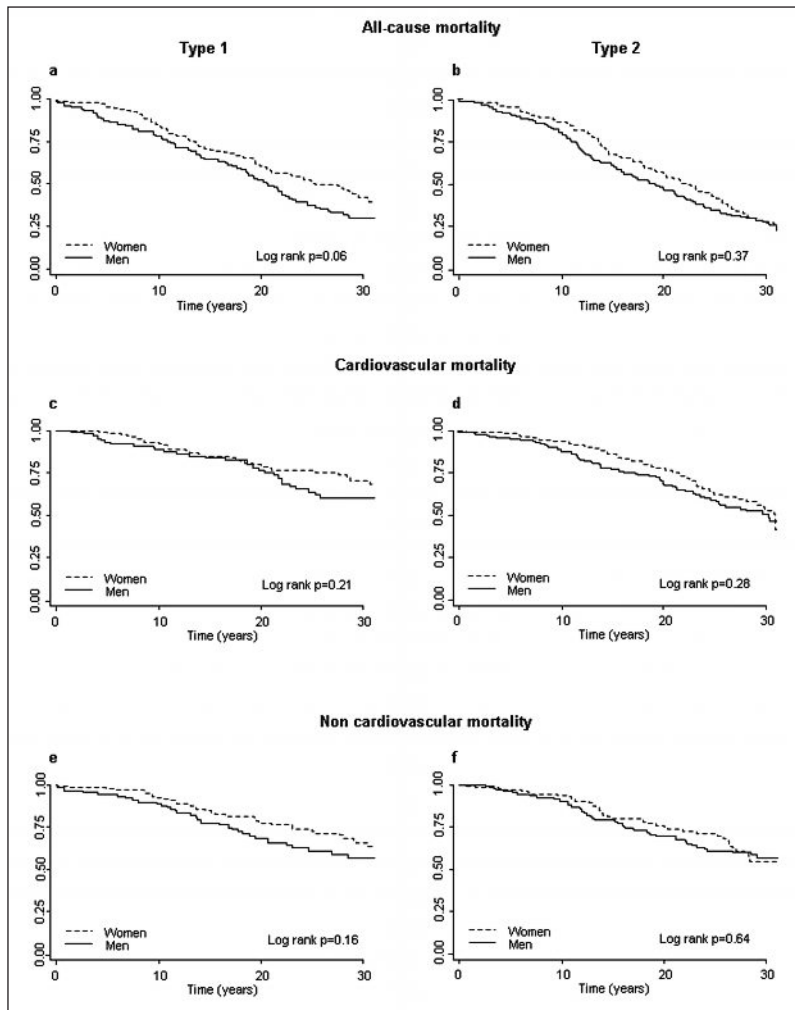 All-cause mortality
Type 1
Type 2
a
1.00
0.75
0.50
0.25
0.00
Women
Men
Log rank p=0.06
0
10
20
30
Time (years)
b
1.00
0.75
0.50
0.25
0.00
Women
Men
Log rank p=0.37
0
10
20
30
Time (years)
Cardiovascular mortality
c
1.00
0.75
0.50
0.25
0.00
Women
Men
Log rank p=0.21
0
10
20
30
Time (years)
d
1.00
0.75
0.50
0.25
0.00
Women
Men
Log rank p=0.28
0
10
20
30
Time (years)
Non cardiovascular mortality
e
1.00
0.75
0.50
0.25
0.00
Women
Men
Log rank p=0.16
0
10
20
30
Time (years)
f
1.00
0.75
0.50
0.25
0.00
Women
Men
Log rank p=0.64
0
10
20
30
Time (years)